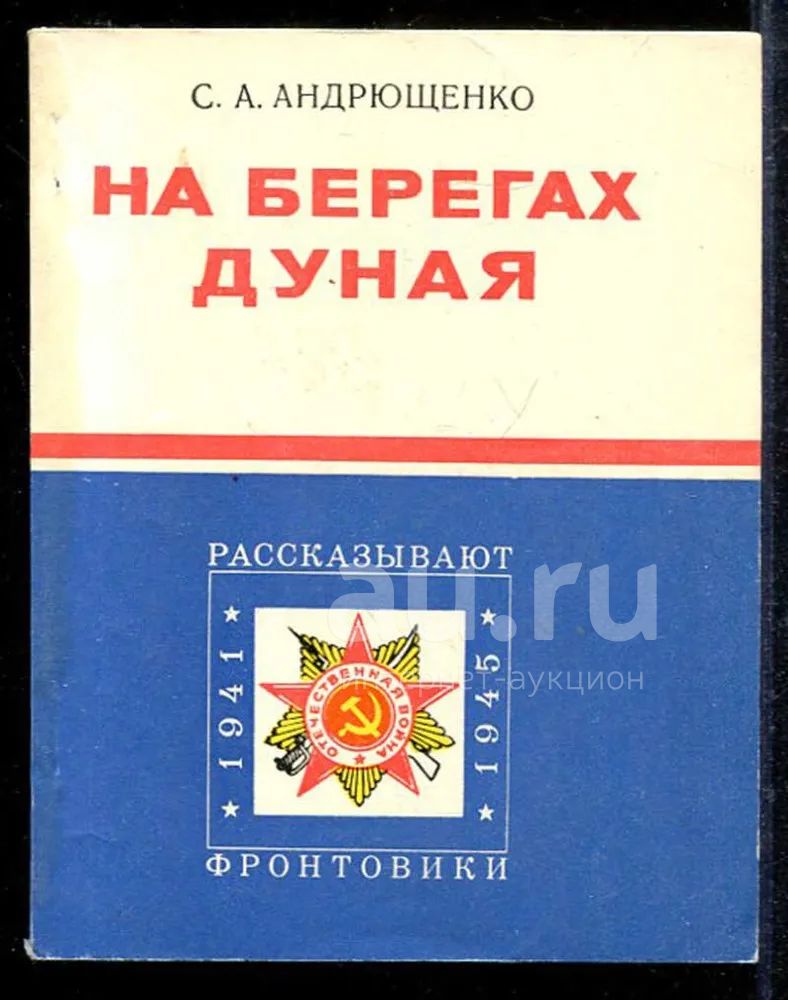 С. А. АНДРЮЩЕНКО
НА БЕРЕГАХ
ДУНАЯ
РАССКАЗЫВАЮТ
1941
ОТЕЧЕСТВЕННАЯ ВОЙНА
1945
ФРОНТОВИКИ
au.ru
интернет-аукцион